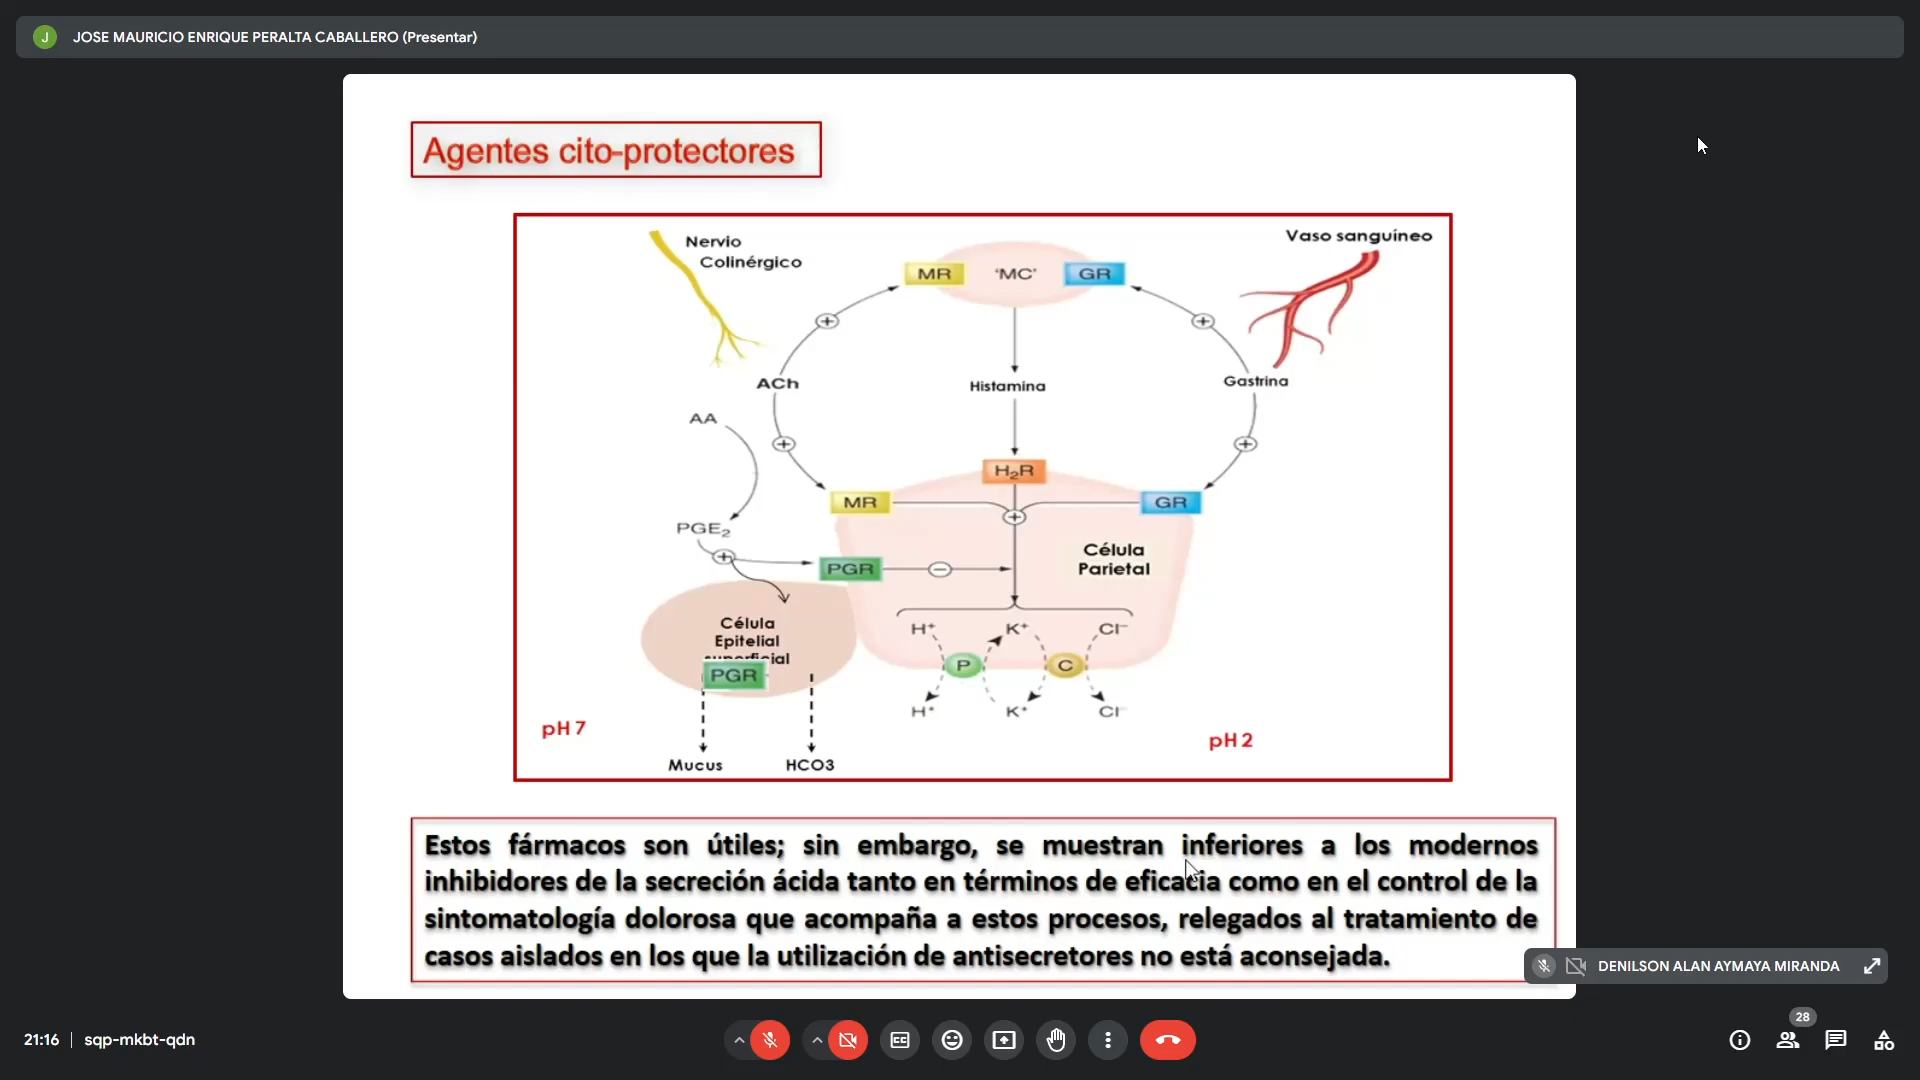 J JOSE MAURICIO ENRIQUE PERALTA CABALLERO (Presentar)
Agentes cito-protectores
Nervio
Colinérgico
Vaso sanguíneo
MR 'MC' GR
ACh
Histamina
Gastrina
AA
H₂R
MR
GR
PGE₂
Célula
Parietal
PGR
Célula
Epitelial
H⁺ K⁺ Cl⁻
P C
PGR
H⁺ K⁺ Cl⁻
pH 7
pH 2
Mucus HCO3
Estos fármacos son útiles; sin embargo, se muestran inferiores a los modernos
inhibidores de la secreción ácida tanto en términos de eficacia como en el control de la
sintomatología dolorosa que acompaña a estos procesos, relegados al tratamiento de
casos aislados en los que la utilización de antisecretores no está aconsejada.
DENILSON ALAN AYMAYA MIRANDA
28
21:16 | sqp-mkbt-qdn